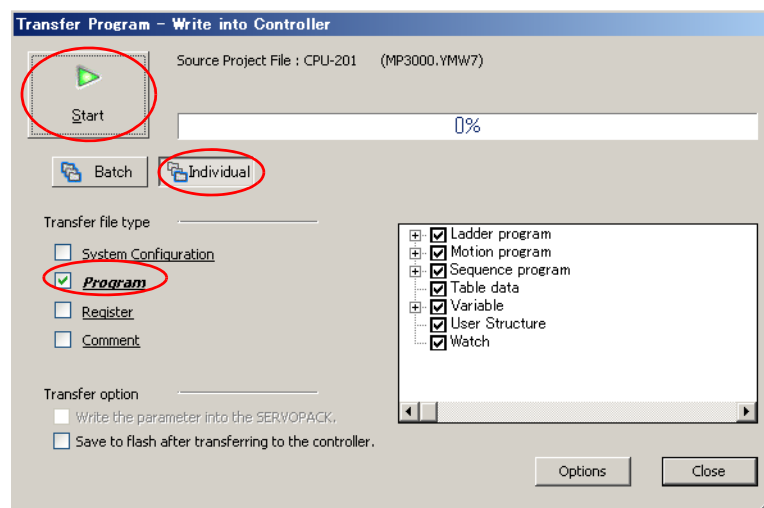 Transfer Program - Write into Controller
Source Project File : CPU-201 (MP3000.YMW7)
Start
0%
Batch
Individual
Transfer file type
System Configuration
Program
Register
Comment
Ladder program
Motion program
Sequence program
Table data
Variable
User Structure
Watch
Transfer option
Write the parameter into the SERVOPACK.
Save to flash after transferring to the controller.
Options
Close